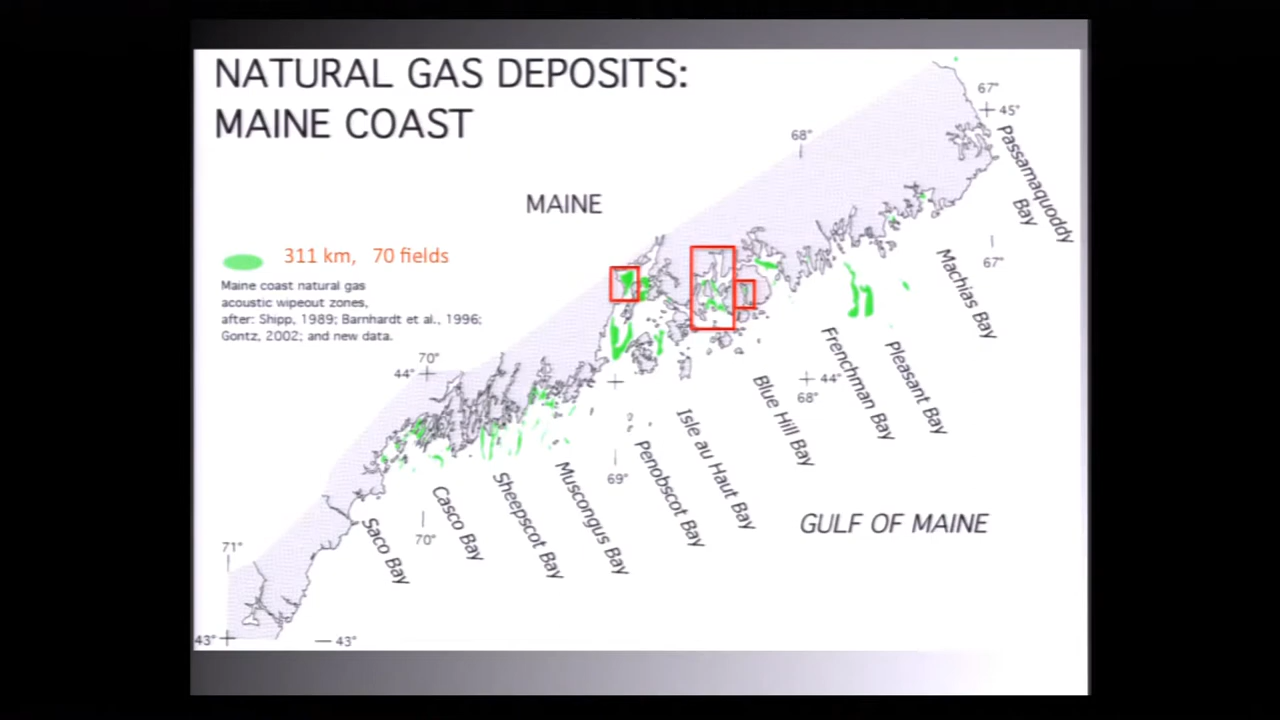 NATURAL GAS DEPOSITS:
MAINE COAST
67°
45°
68°
Passamaquoddy
Bay
MAINE
311 km, 70 fields
67°
Maine coast natural gas
acoustic wipeout zones,
after: Shipp, 1989; Barnhardt et al., 1996;
Gontz, 2002; and new data.
Machias Bay
70°
44°
44°
68°
Frenchman Bay
Pleasant Bay
Blue Hill Bay
Isle au Haut Bay
Penobscot Bay
69°
Muscongus Bay
Sheepscot Bay
Casco Bay
Saco Bay
70°
GULF OF MAINE
71°
43°
43°